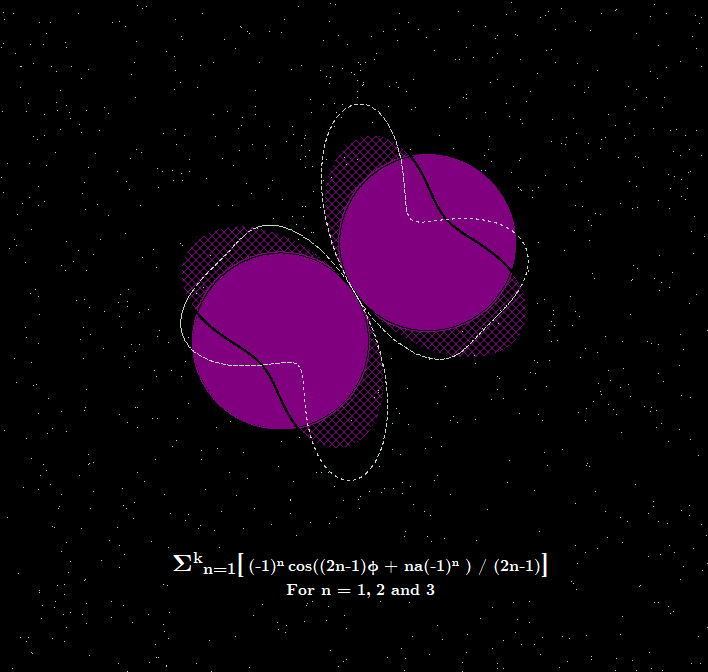 Σᵏₙ₌₁[ (-1)ⁿ cos((2n-1)ϕ + na(-1)ⁿ ) / (2n-1)]
For n = 1, 2 and 3